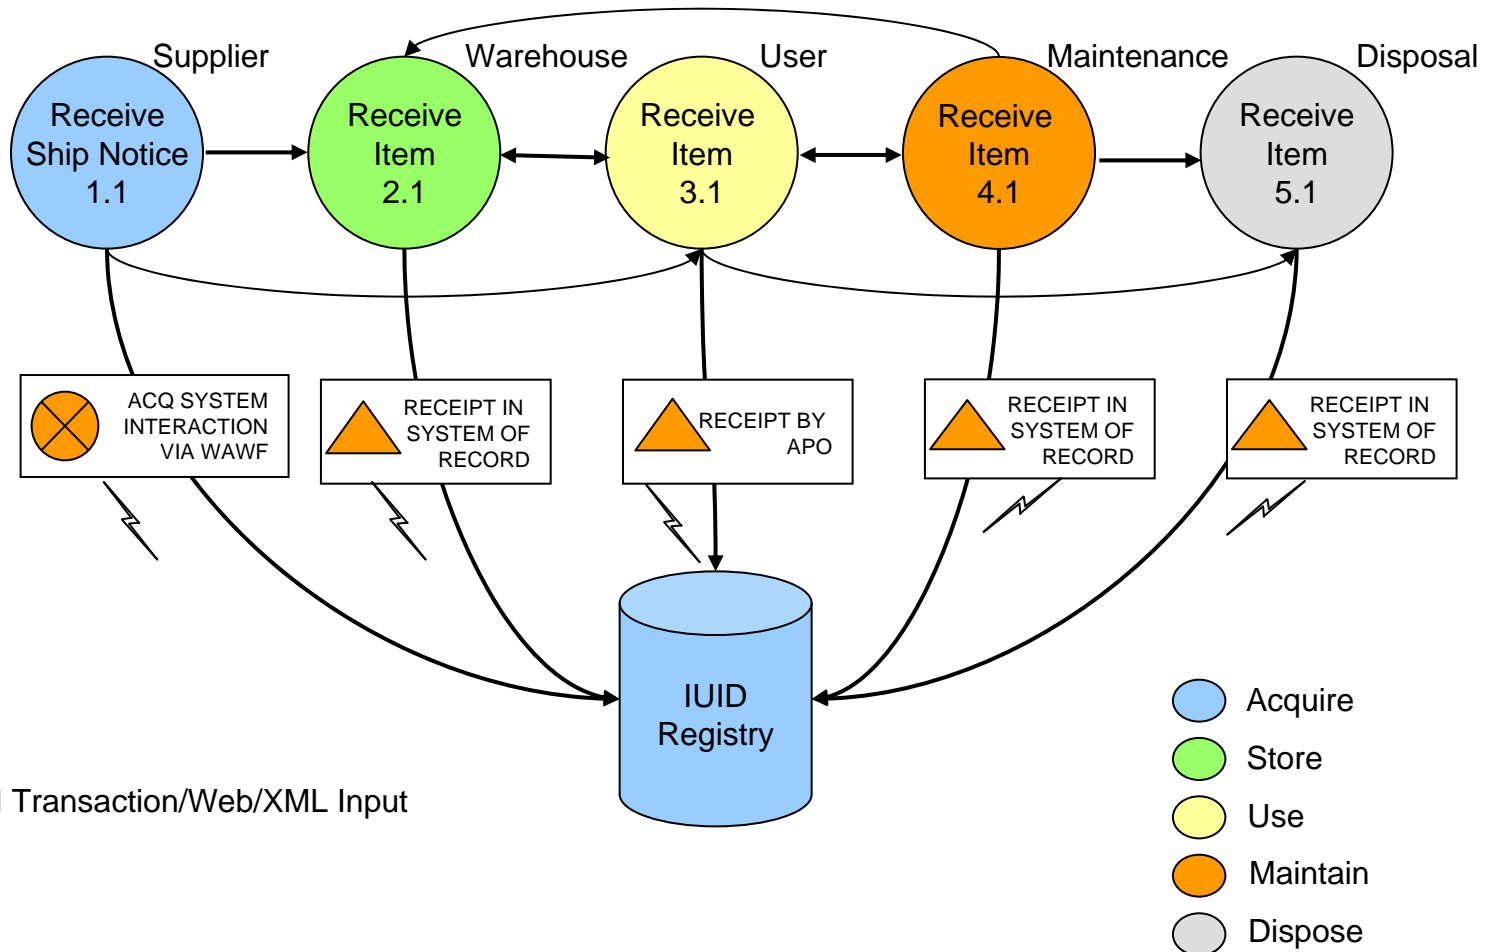 Supplier
Warehouse
User
Maintenance
Disposal
Receive
Ship Notice
1.1
Receive
Item
2.1
Receive
Item
3.1
Receive
Item
4.1
Receive
Item
5.1
ACQ SYSTEM
INTERACTION
VIA WAWF
RECEIPT IN
SYSTEM OF
RECORD
RECEIPT BY
APO
RECEIPT IN
SYSTEM OF
RECORD
RECEIPT IN
SYSTEM OF
RECORD
IUID
Registry
Transaction/Web/XML Input
Acquire
Store
Use
Maintain
Dispose